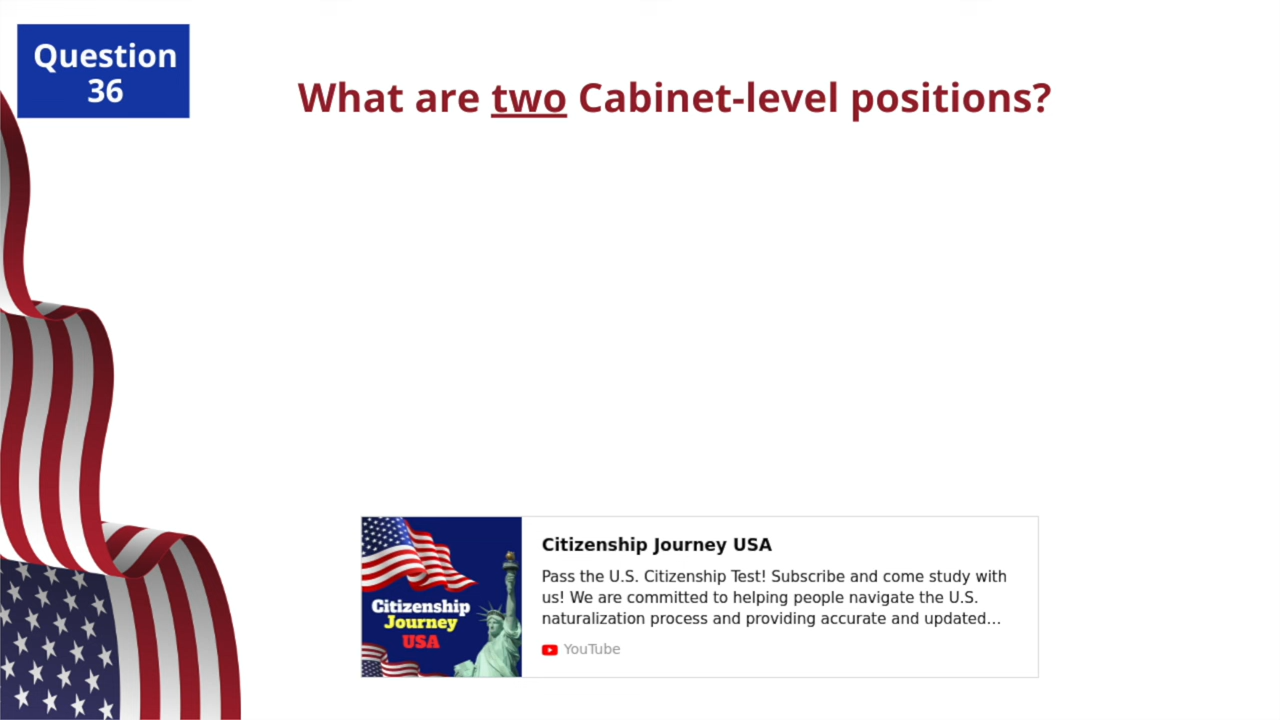 Question
36
What are two Cabinet-level positions?
Citizenship
Journey
USA
Citizenship Journey USA
Pass the U.S. Citizenship Test! Subscribe and come study with
us! We are committed to helping people navigate the U.S.
naturalization process and providing accurate and updated...
YouTube